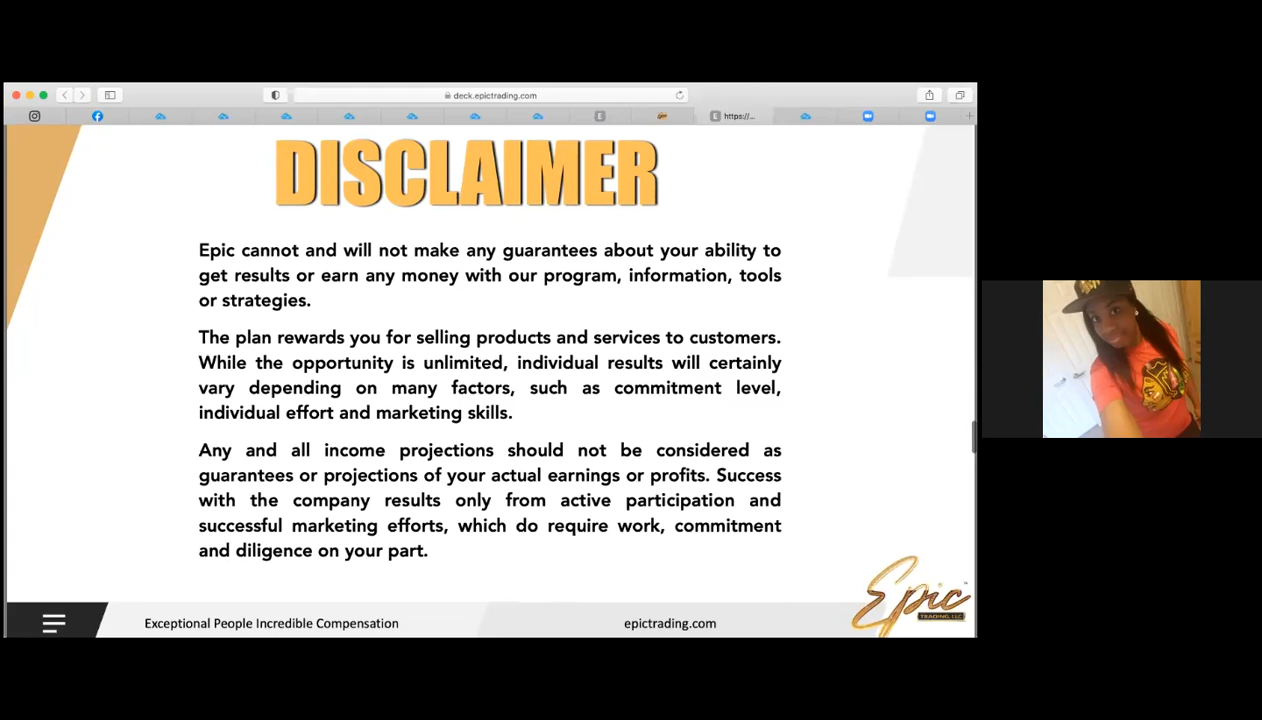 deck.epictrading.com
https://...
DISCLAIMER
Epic cannot and will not make any guarantees about your ability to
get results or earn any money with our program, information, tools
or strategies.
The plan rewards you for selling products and services to customers.
While the opportunity is unlimited, individual results will certainly
vary depending on many factors, such as commitment level,
individual effort and marketing skills.
Any and all income projections should not be considered as
guarantees or projections of your actual earnings or profits. Success
with the company results only from active participation and
successful marketing efforts, which do require work, commitment
and diligence on your part.
Exceptional People Incredible Compensation
epictrading.com
Epic
TRADING, LLC